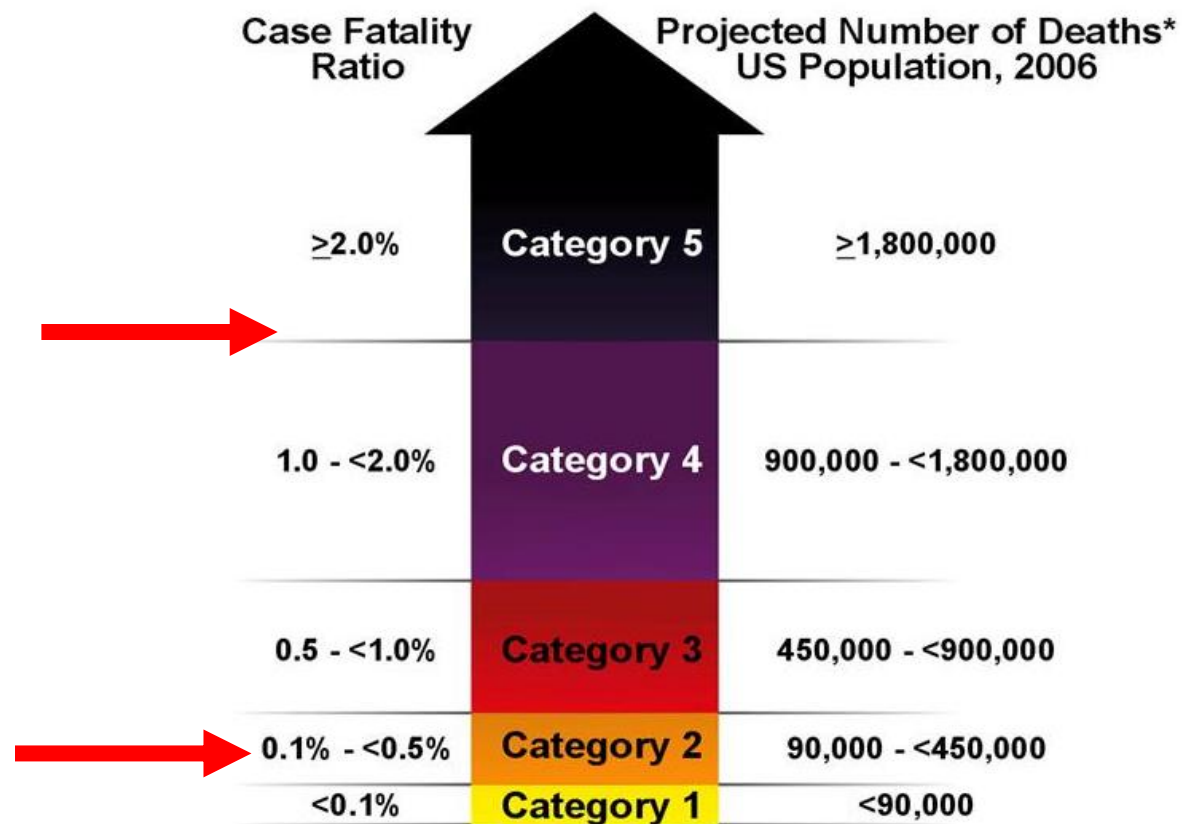 Case Fatality
Ratio
Projected Number of Deaths*
US Population, 2006
≥2.0% Category 5 ≥1,800,000
1.0 - <2.0% Category 4 900,000 - <1,800,000
0.5 - <1.0% Category 3 450,000 - <900,000
0.1% - <0.5% Category 2 90,000 - <450,000
<0.1% Category 1 <90,000